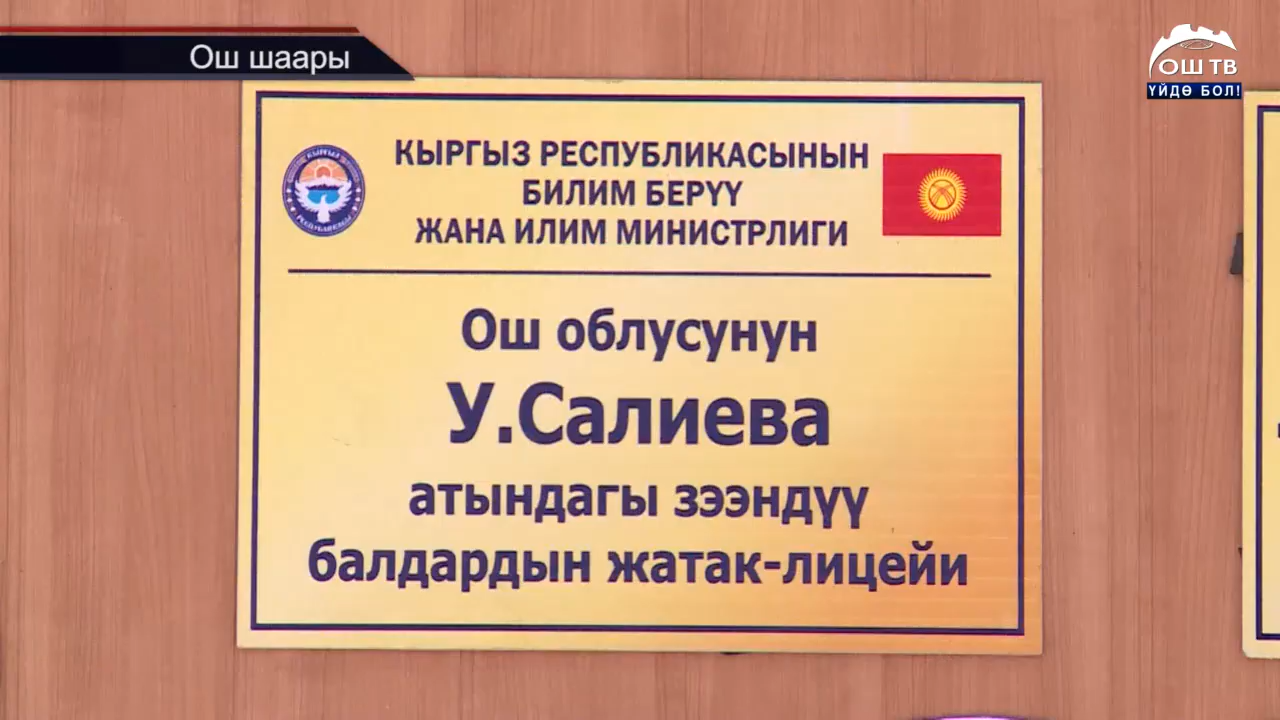 Ош шаары
ОШ ТВ
ҮЙДӨ БОЛ!
КЫРГЫЗ РЕСПУБЛИКАСЫНЫН
БИЛИМ БЕРҮҮ
ЖАНА ИЛИМ МИНИСТРЛИГИ
Ош облусунун
У.Салиева
атындагы зээндүү
балдардын жатак-лицейи